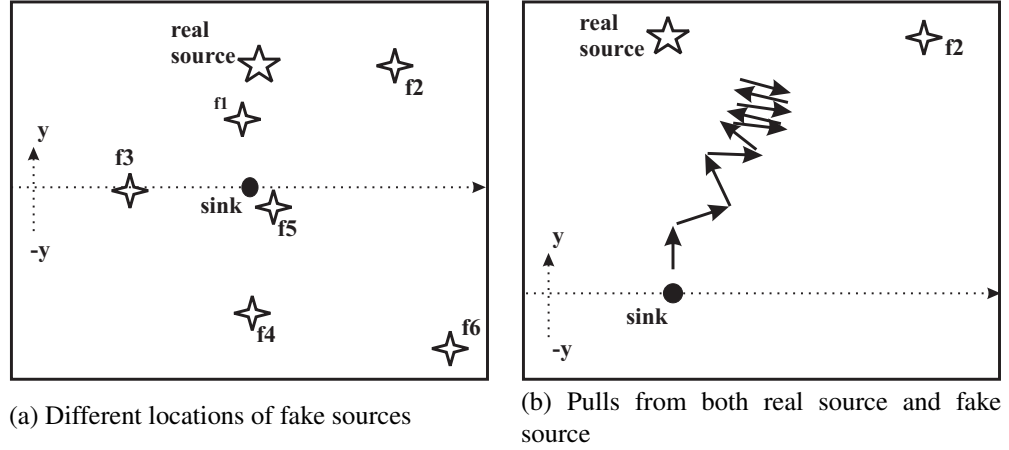 real
source
f2
f1
y
f3
sink
f5
-y
f4
f6
(a) Different locations of fake sources
real
source
f2
y
sink
-y
(b) Pulls from both real source and fake
source